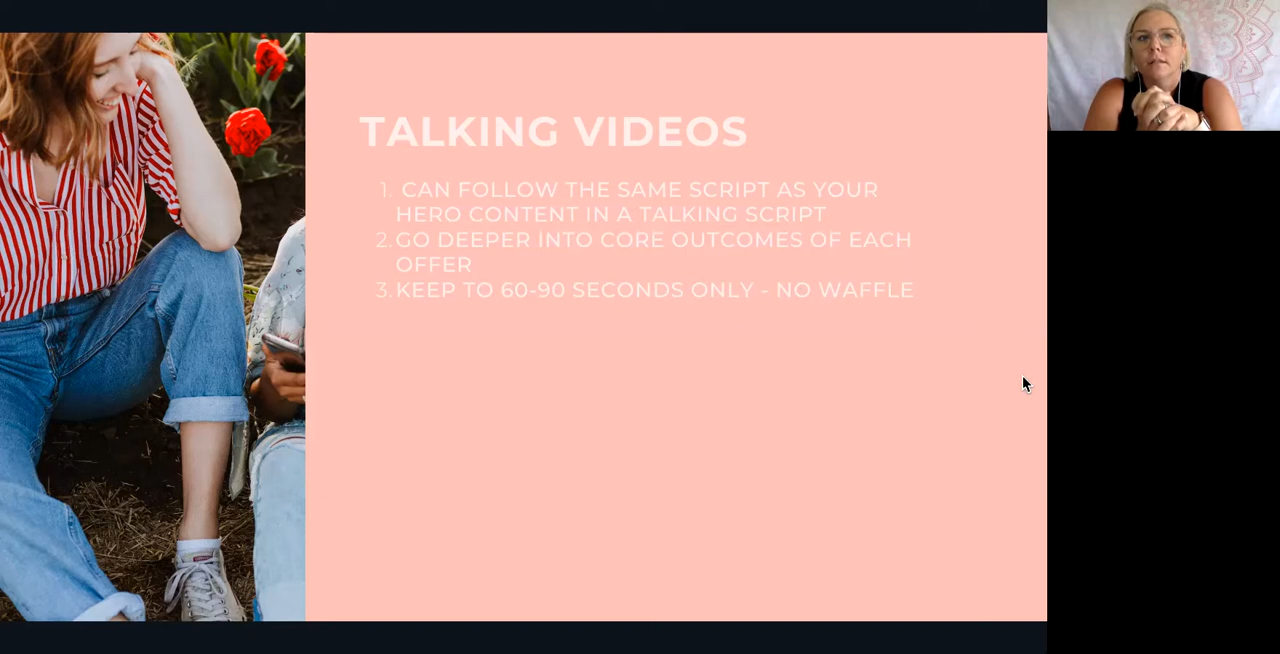 TALKING VIDEOS
1. CAN FOLLOW THE SAME SCRIPT AS YOUR
HERO CONTENT IN A TALKING SCRIPT
2. GO DEEPER INTO CORE OUTCOMES OF EACH
OFFER
3. KEEP TO 60-90 SECONDS ONLY - NO WAFFLE